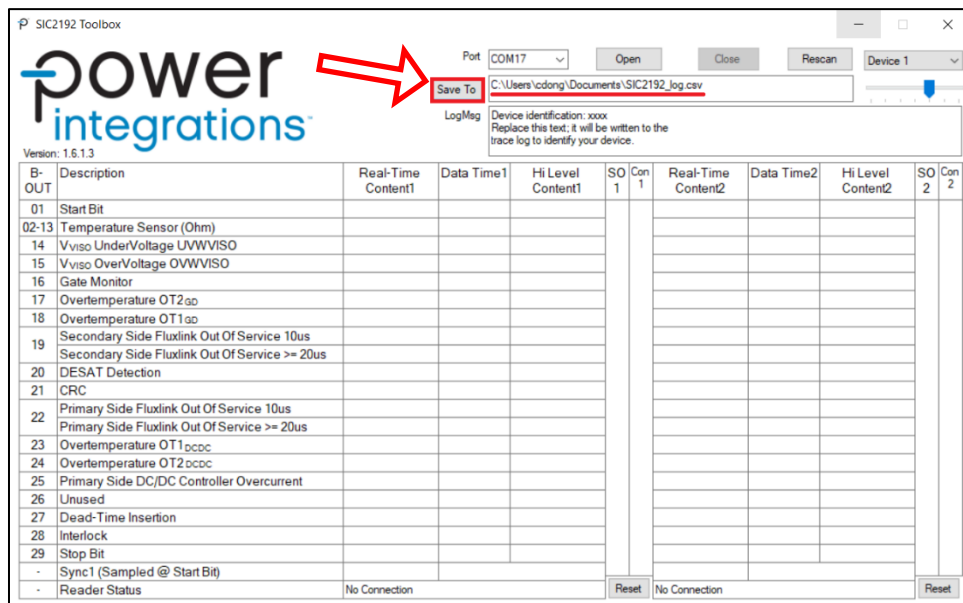 SIC2192 Toolbox
power
integrations
Version: 1.6.1.3
Port COM17 Open Close Rescan Device 1
Save To C:\Users\cdong\Documents\SIC2192_log.csv
LogMsg Device identification: xxxx
Replace this text; it will be written to the
trace log to identify your device.
B-OUT Description Real-Time Content1 Data Time1 Hi Level Content1 SO 1 Con 1 Real-Time Content2 Data Time2 Hi Level Content2 SO 2 Con 2
01 Start Bit
02-13 Temperature Sensor (Ohm)
14 VVISO UnderVoltage UVWVISO
15 VVISO OverVoltage OVWVISO
16 Gate Monitor
17 Overtemperature OT2GD
18 Overtemperature OT1GD
19 Secondary Side Fluxlink Out Of Service 10us
Secondary Side Fluxlink Out Of Service >= 20us
20 DESAT Detection
21 CRC
22 Primary Side Fluxlink Out Of Service 10us
Primary Side Fluxlink Out Of Service >= 20us
23 Overtemperature OT1DCDC
24 Overtemperature OT2DCDC
25 Primary Side DC/DC Controller Overcurrent
26 Unused
27 Dead-Time Insertion
28 Interlock
29 Stop Bit
- Sync1 (Sampled @ Start Bit)
- Reader Status No Connection Reset No Connection Reset